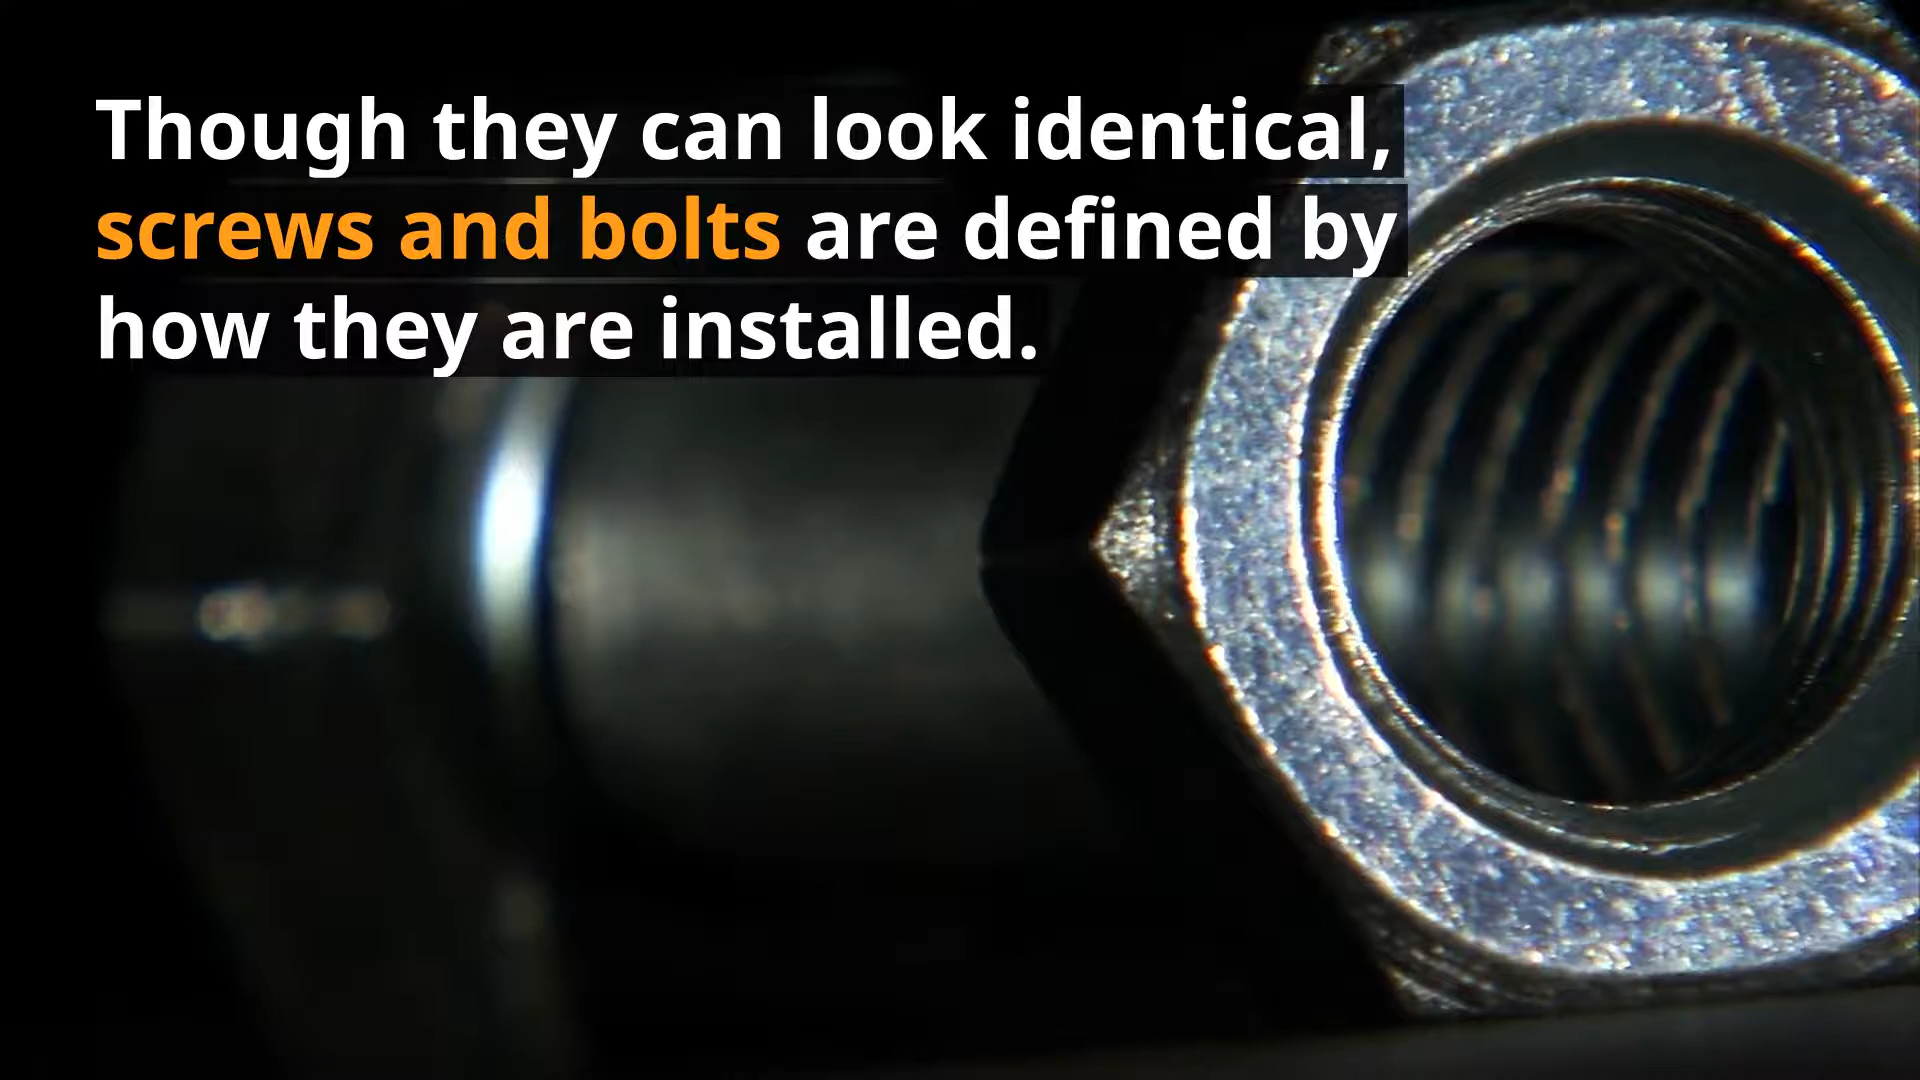 Though they can look identical,
screws and bolts are defined by
how they are installed.